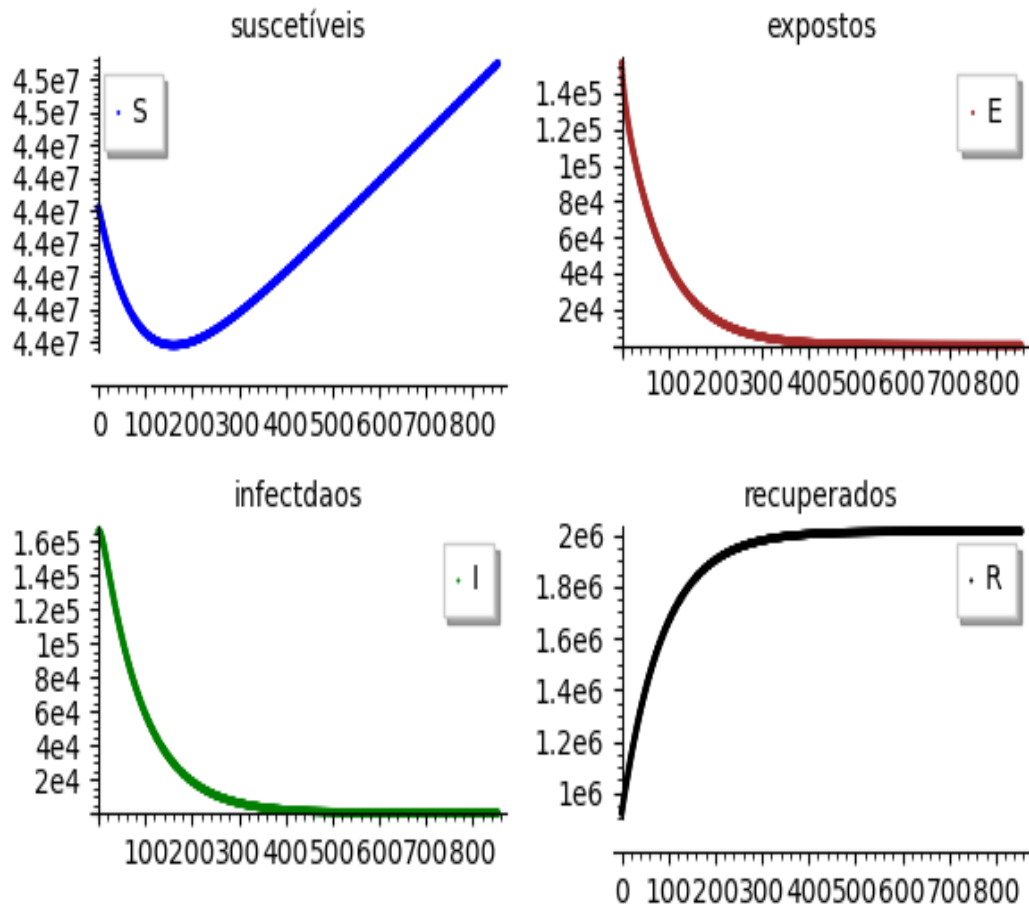 suscetíveis
4.5e7
4.5e7
4.4e7
4.4e7
4.4e7
4.4e7
4.4e7
4.4e7
4.4e7
S
0 100200300400500600700800
expostos
1.4e5
1.2e5
1e5
8e4
6e4
4e4
2e4
E
100200300400500600700800
infectdaos
1.6e5
1.4e5
1.2e5
1e5
8e4
6e4
4e4
2e4
I
100200300400500600700800
recuperados
2e6
1.8e6
1.6e6
1.4e6
1.2e6
1e6
R
0 100200300400500600700800